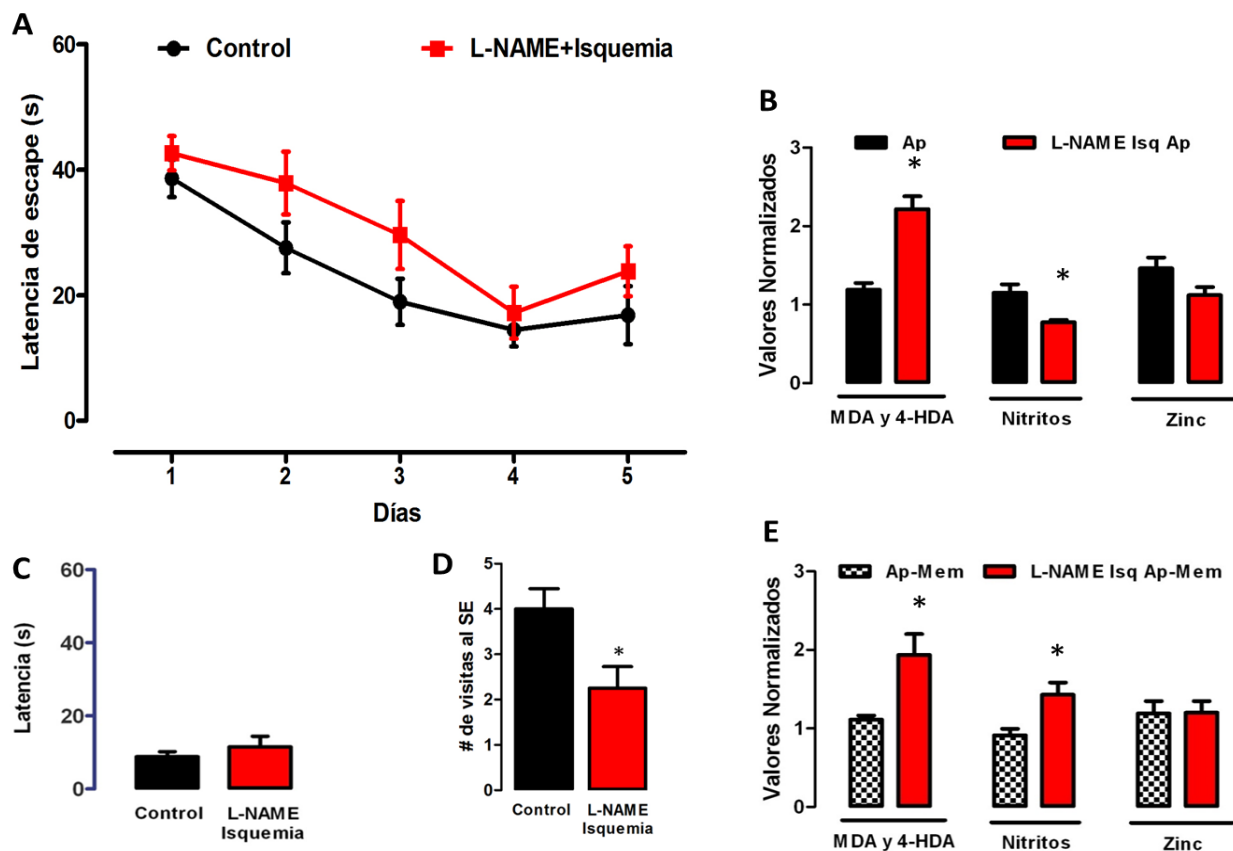 A
Control
L-NAME+Isquemia
Latencia de escape (s)
60
40
20
0
1 2 3 4 5
Días
B
Ap
L-NAME Isq Ap
Valores Normalizados
3
2
1
0
*
*
MDA y 4-HDA
Nitritos
Zinc
C
Latencia (s)
60
40
20
0
Control
L-NAME
Isquemia
D
# de visitas al SE
5
4
3
2
1
0
*
Control
L-NAME
Isquemia
E
Ap-Mem
L-NAME Isq Ap-Mem
Valores Normalizados
3
2
1
0
*
*
MDA y 4-HDA
Nitritos
Zinc